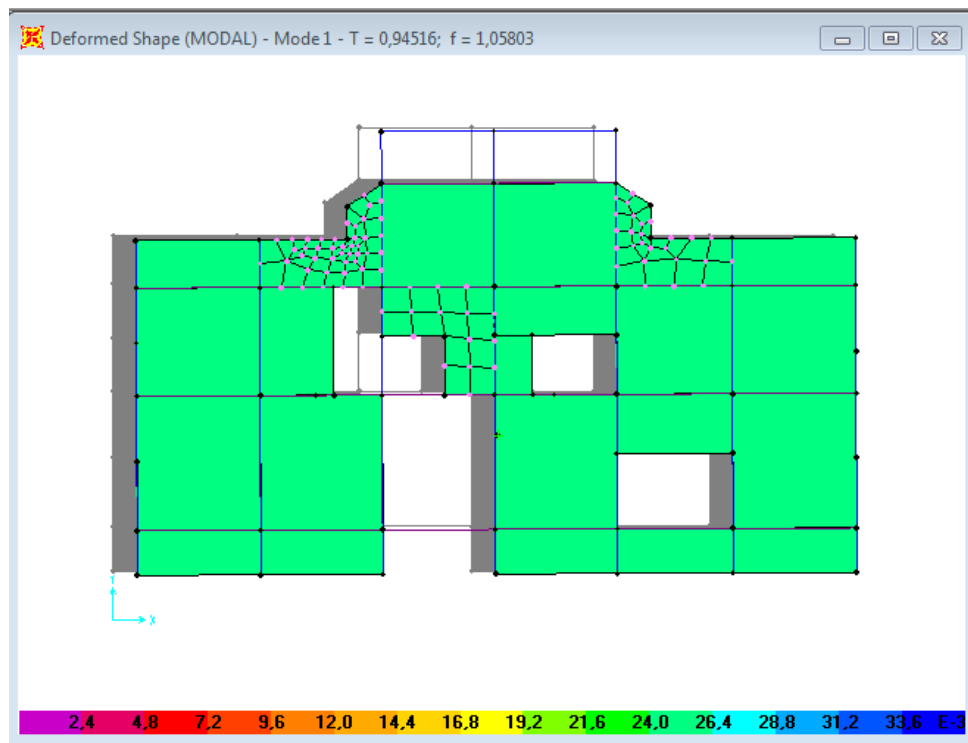 Deformed Shape (MODAL) - Mode 1 - T = 0,94516; f = 1,05803
Y
X
2,4 4,8 7,2 9,6 12,0 14,4 16,8 19,2 21,6 24,0 26,4 28,8 31,2 33,6 E-3